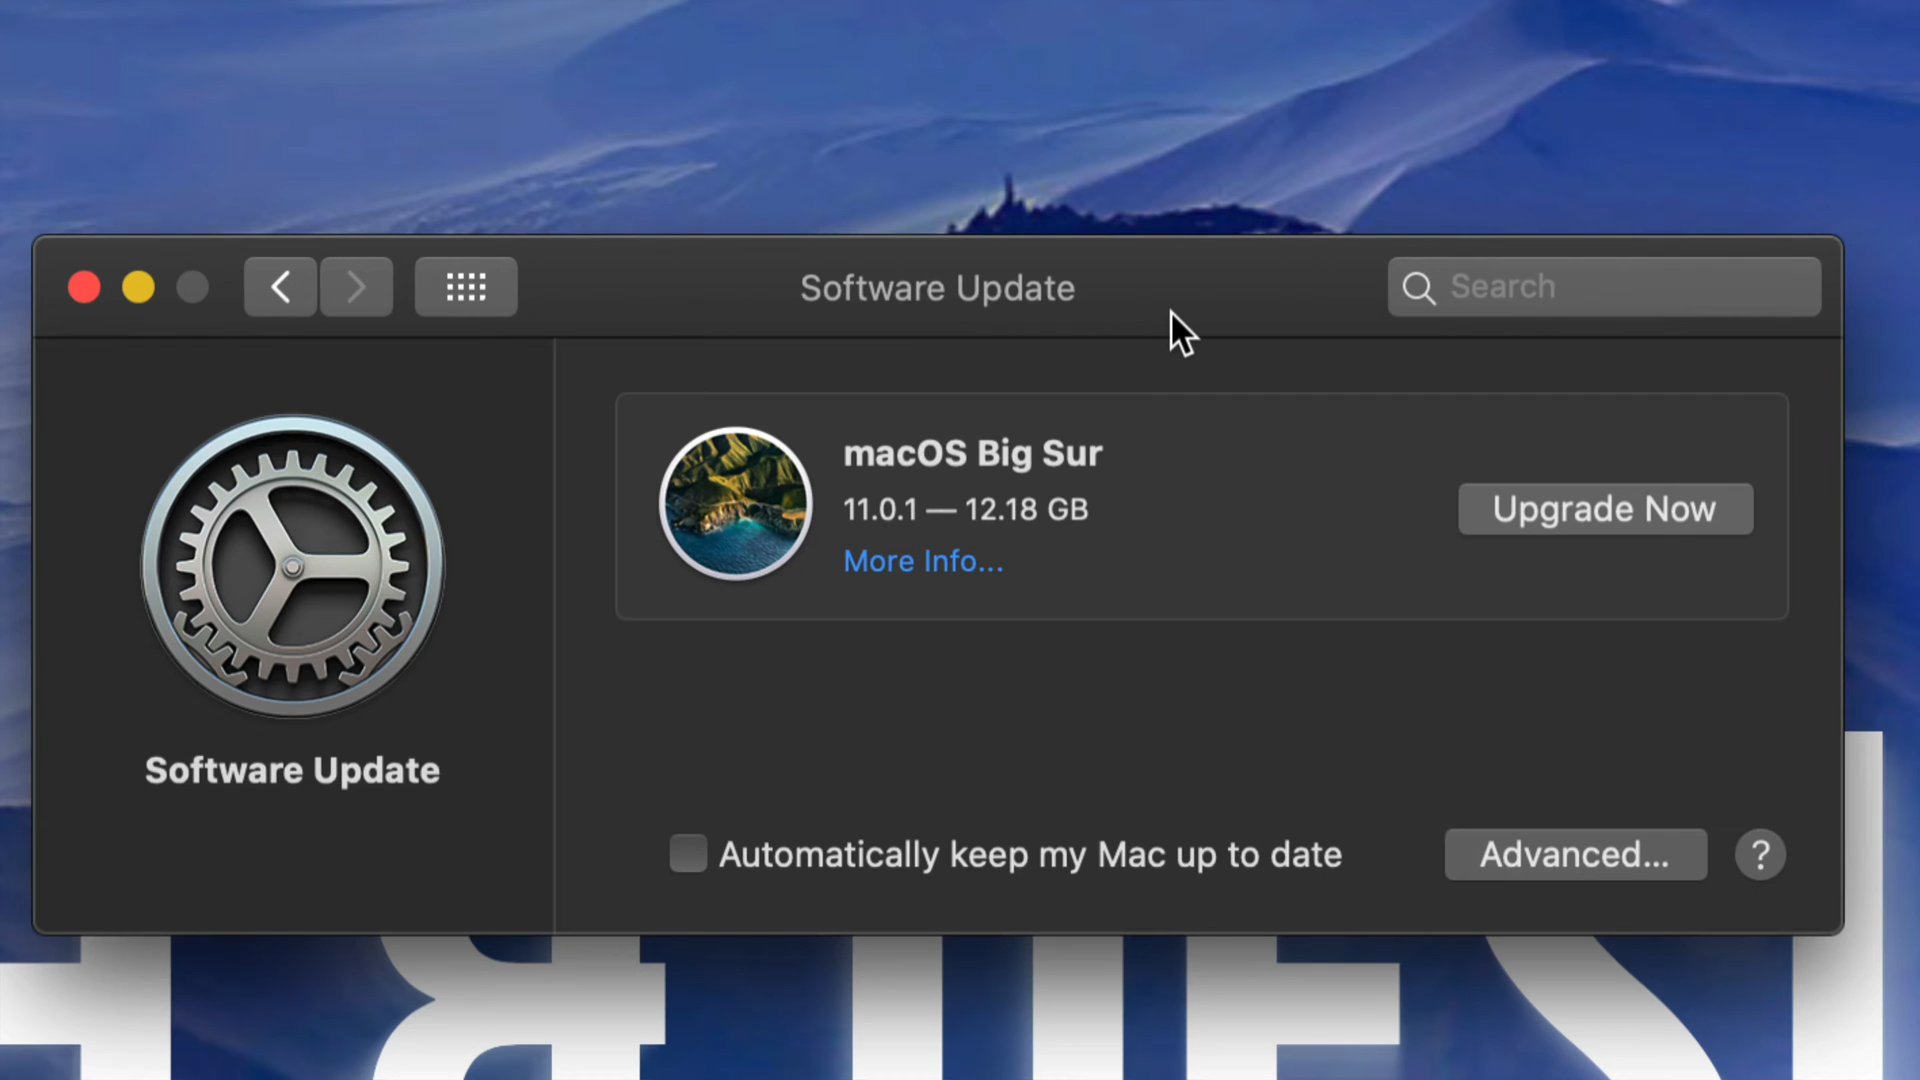 Software Update
Search
macOS Big Sur
11.0.1 — 12.18 GB
More Info...
Upgrade Now
Software Update
Automatically keep my Mac up to date
Advanced...
?